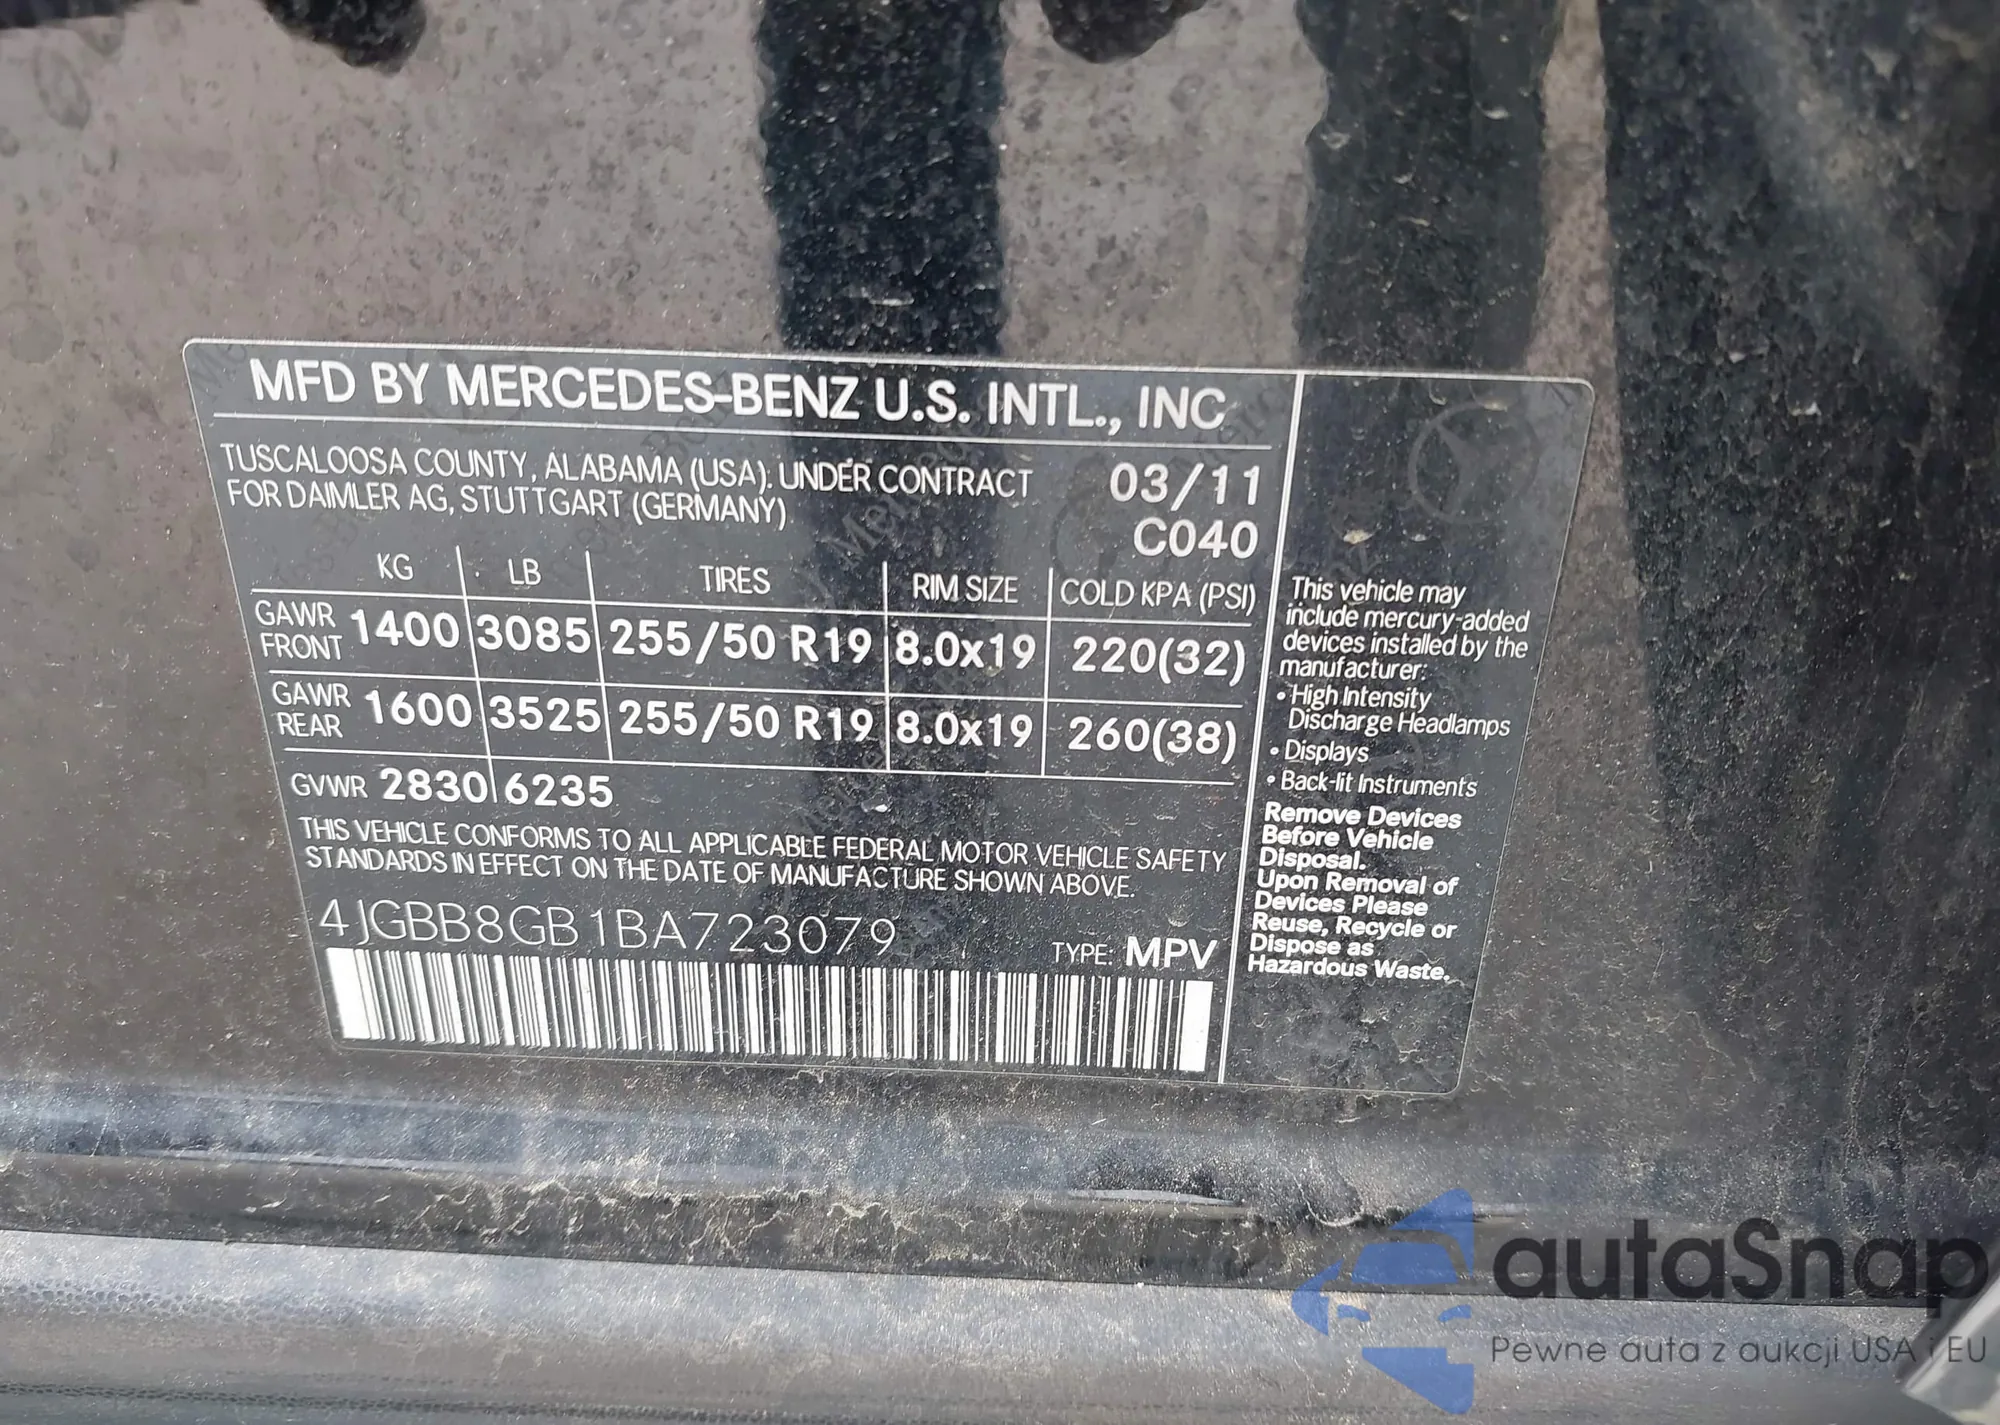 MFD BY MERCEDES-BENZ U.S. INTL., INC
TUSCALOOSA COUNTY, ALABAMA (USA): UNDER CONTRACT
FOR DAIMLER AG, STUTTGART (GERMANY)
03/11
C040
KG LB TIRES RIM SIZE COLD KPA (PSI)
GAWR FRONT 1400 3085 255/50 R19 8.0x19 220(32)
GAWR REAR 1600 3525 255/50 R19 8.0x19 260(38)
GVWR 2830 6235
THIS VEHICLE CONFORMS TO ALL APPLICABLE FEDERAL MOTOR VEHICLE SAFETY
STANDARDS IN EFFECT ON THE DATE OF MANUFACTURE SHOWN ABOVE.
4JGBB8GB1BA723079
TYPE: MPV
This vehicle may
include mercury-added
devices installed by the
manufacturer:
• High Intensity
Discharge Headlamps
• Displays
• Back-lit Instruments
Remove Devices
Before Vehicle
Disposal.
Upon Removal of
Devices Please
Reuse, Recycle or
Dispose as
Hazardous Waste.
autaSnap
Pewne auta z aukcji USA i EU